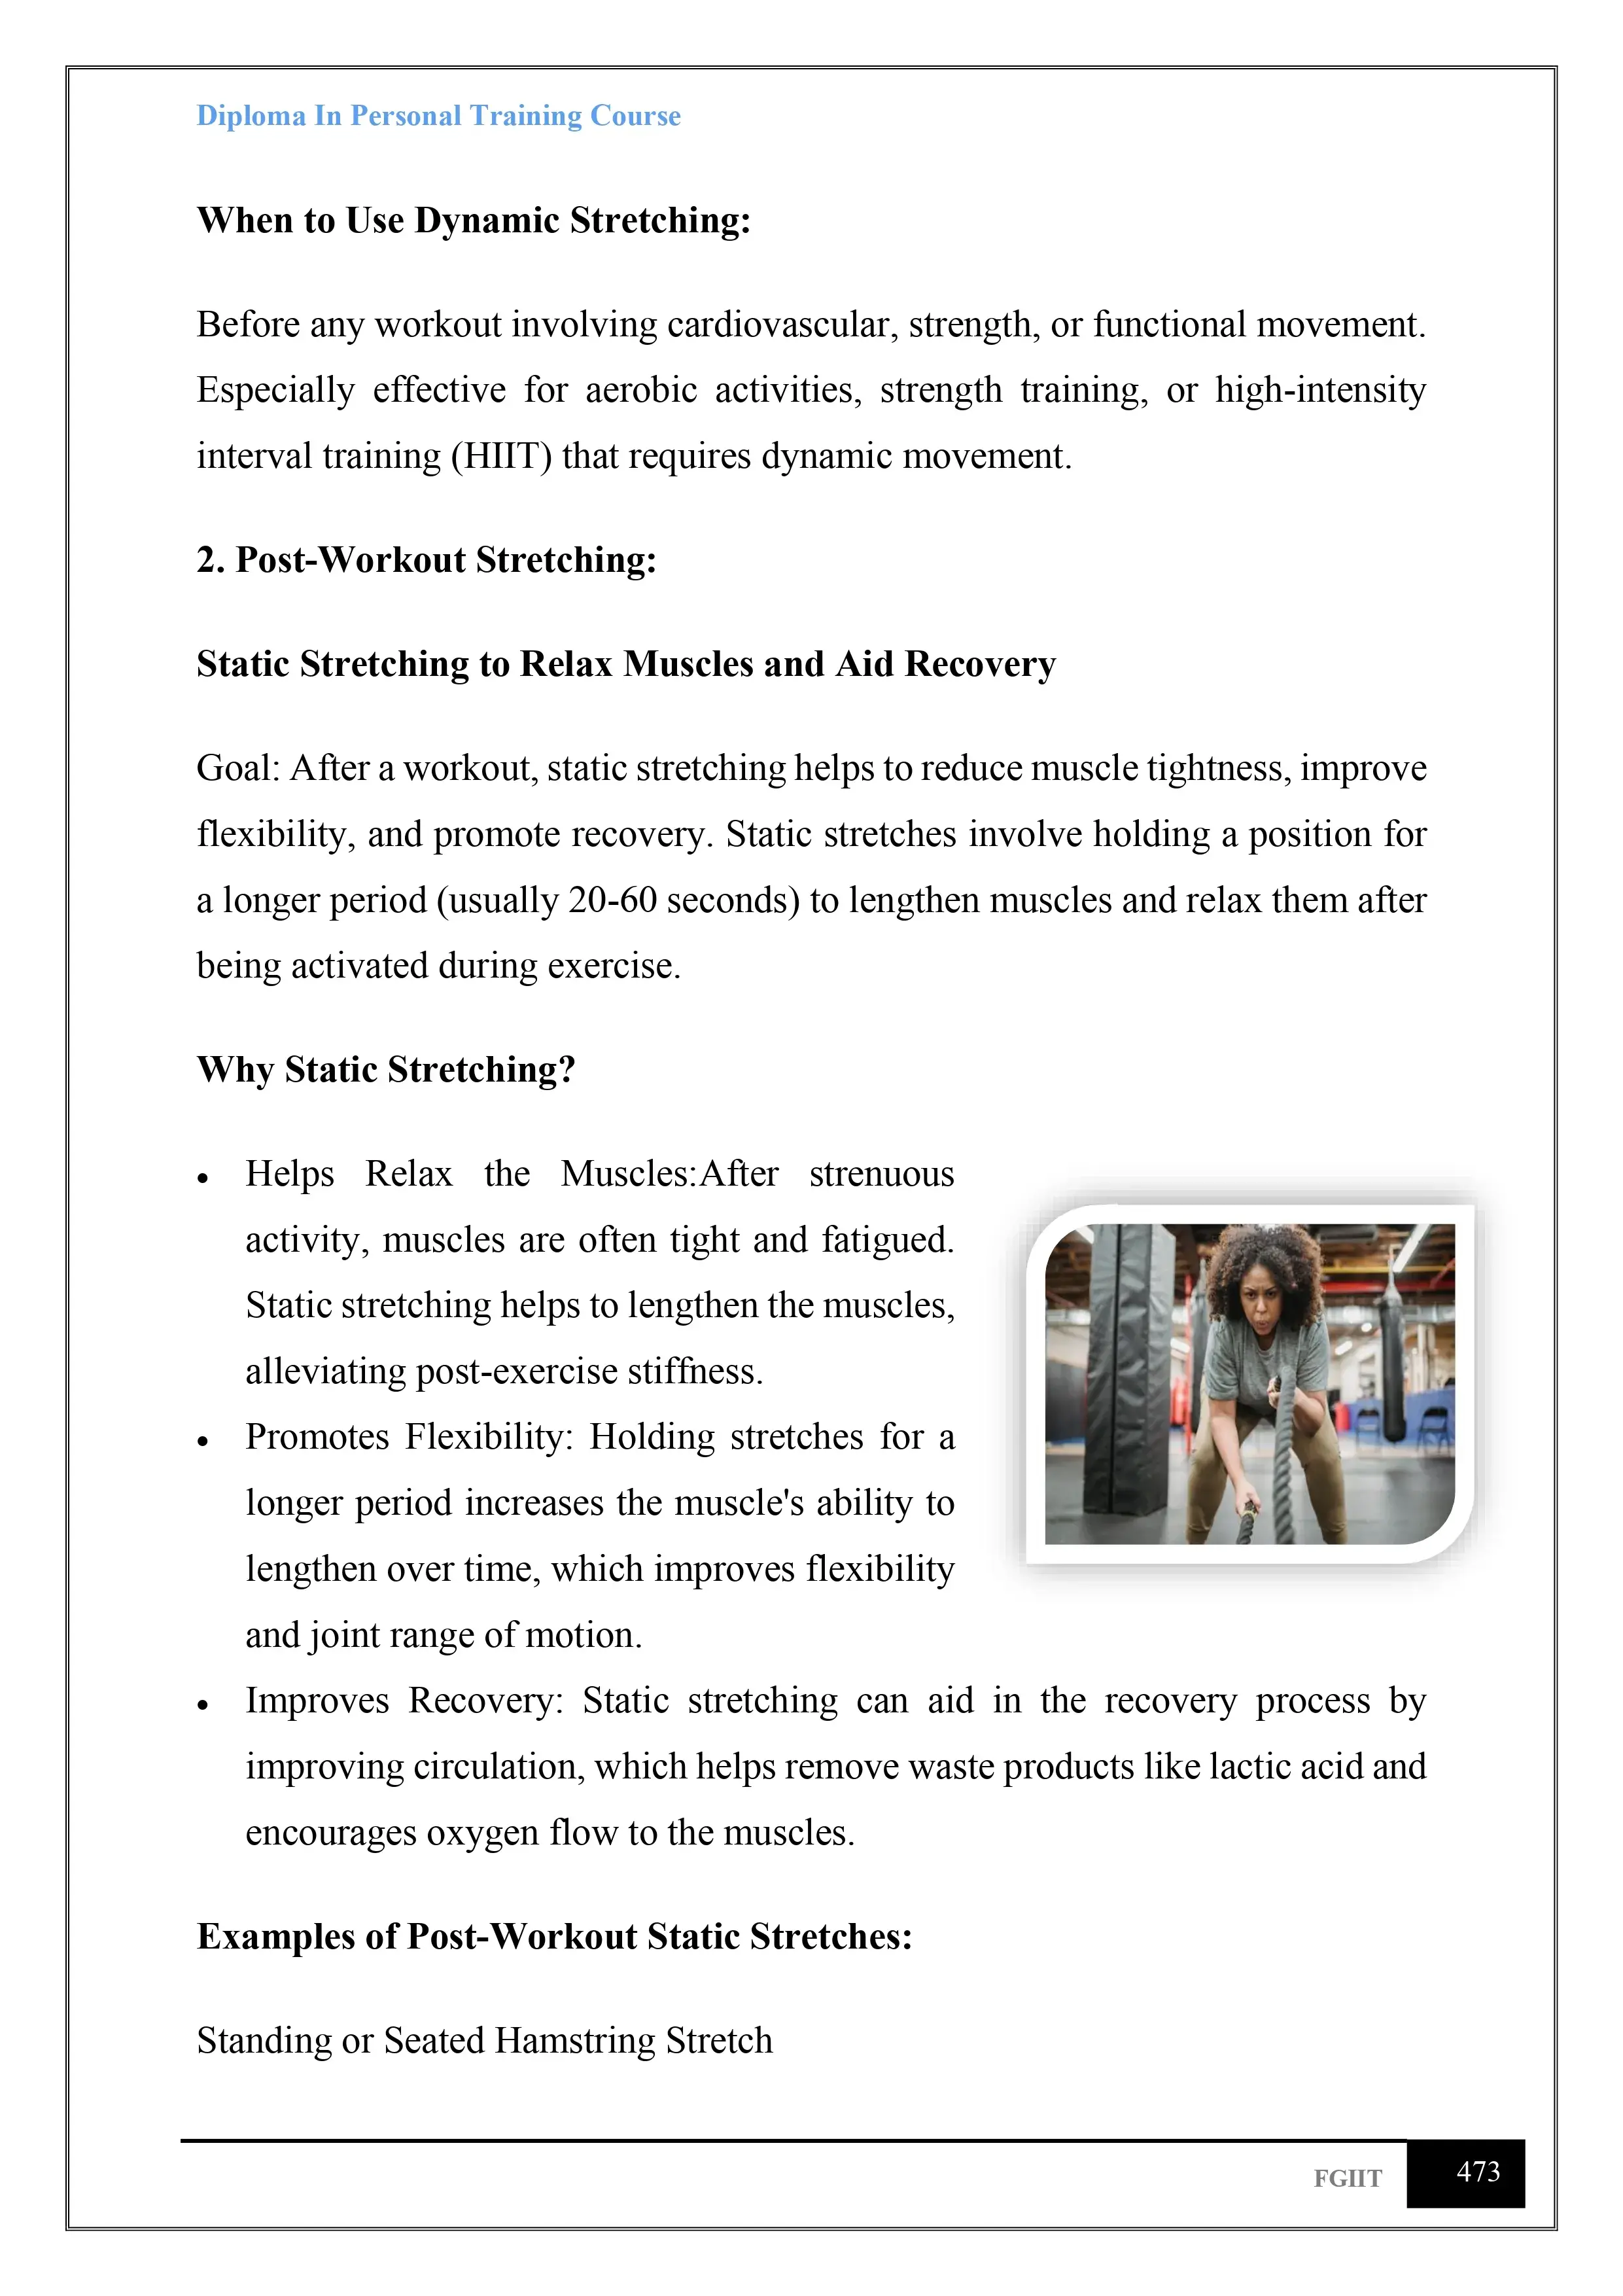 Diploma In Personal Training Course
When to Use Dynamic Stretching:
Before any workout involving cardiovascular, strength, or functional movement.
Especially effective for aerobic activities, strength training, or high-intensity
interval training (HIIT) that requires dynamic movement.
2. Post-Workout Stretching:
Static Stretching to Relax Muscles and Aid Recovery
Goal: After a workout, static stretching helps to reduce muscle tightness, improve
flexibility, and promote recovery. Static stretches involve holding a position for
a longer period (usually 20-60 seconds) to lengthen muscles and relax them after
being activated during exercise.
Why Static Stretching?
• Helps Relax the Muscles:After strenuous
activity, muscles are often tight and fatigued.
Static stretching helps to lengthen the muscles,
alleviating post-exercise stiffness.
• Promotes Flexibility: Holding stretches for a
longer period increases the muscle's ability to
lengthen over time, which improves flexibility
and joint range of motion.
• Improves Recovery: Static stretching can aid in the recovery process by
improving circulation, which helps remove waste products like lactic acid and
encourages oxygen flow to the muscles.
Examples of Post-Workout Static Stretches:
Standing or Seated Hamstring Stretch
FGIIT 473